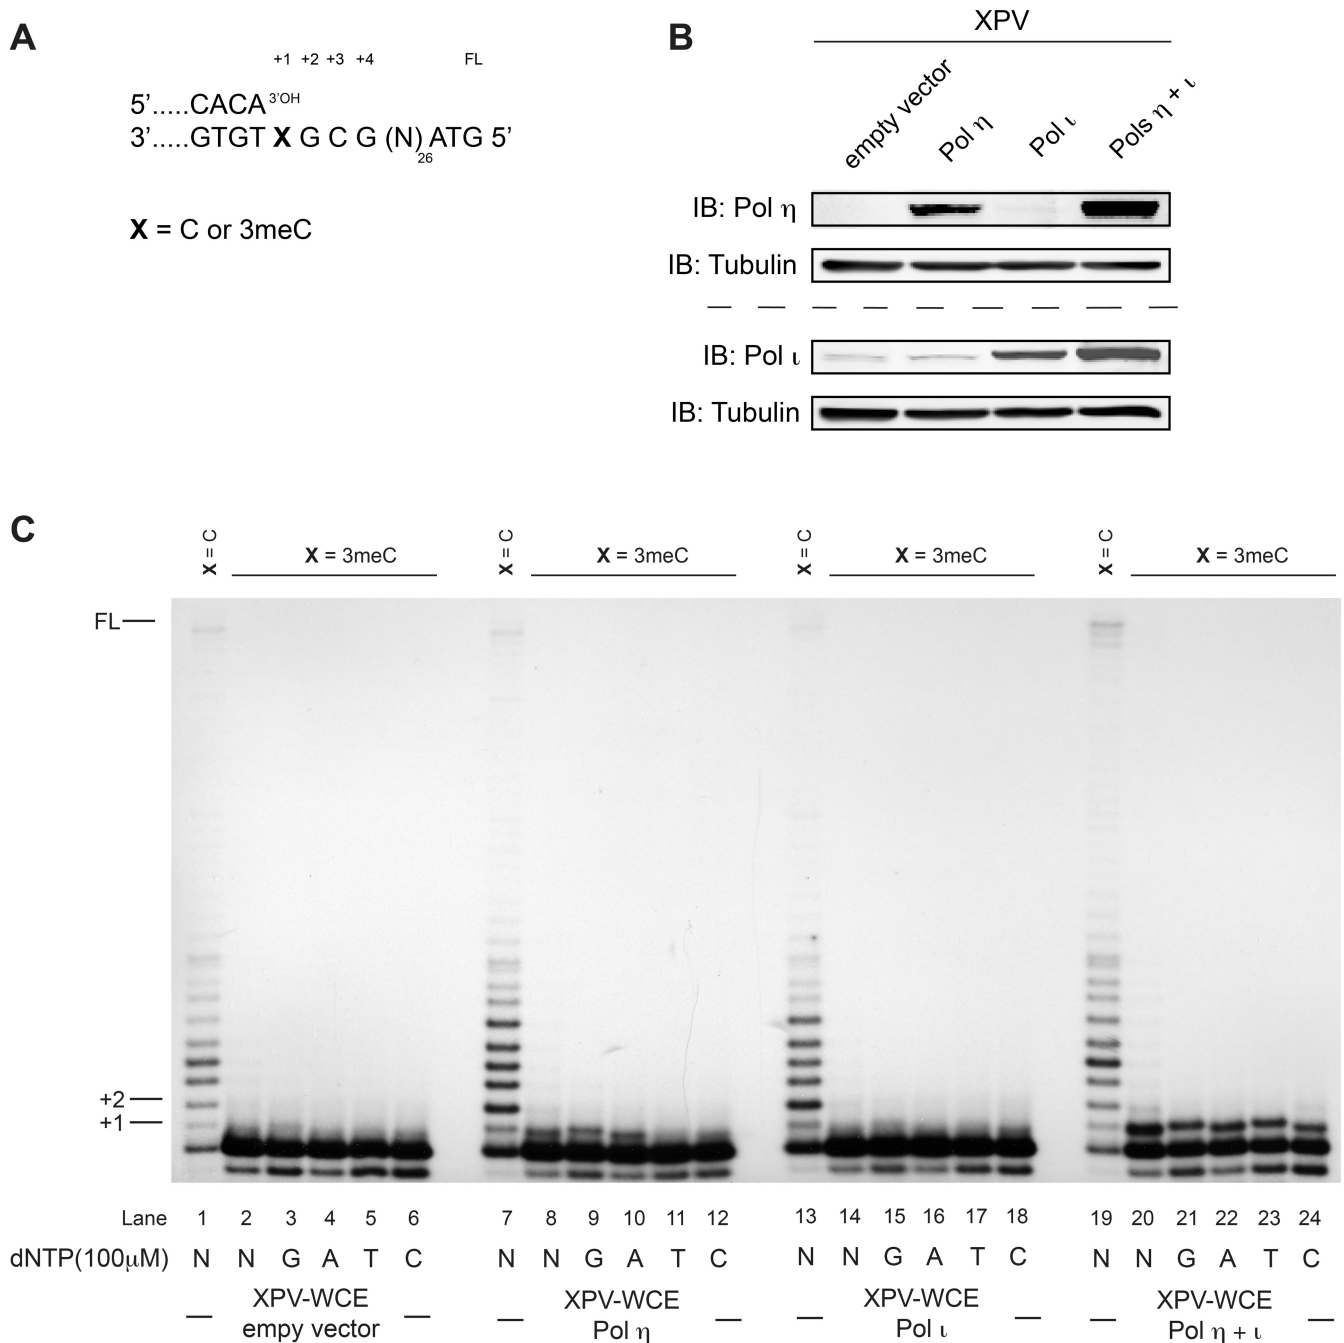 A
+1 +2 +3 +4 FL
5’.....CACA3’OH
3’.....GTGT X G C G (N)26 ATG 5’
X = C or 3meC
B
XPV
empty vector
Pol η
Pol ι
Pols η + ι
IB: Pol η
IB: Tubulin
IB: Pol ι
IB: Tubulin
C
X = C
X = 3meC
X = C
X = 3meC
X = C
X = 3meC
X = C
X = 3meC
FL
+2
+1
Lane 1 2 3 4 5 6 7 8 9 10 11 12 13 14 15 16 17 18 19 20 21 22 23 24
dNTP(100µM) N N G A T C N N G A T C N N G A T C N N G A T C
XPV-WCE XPV-WCE XPV-WCE XPV-WCE
empy vector Pol η Pol ι Pol η + ι